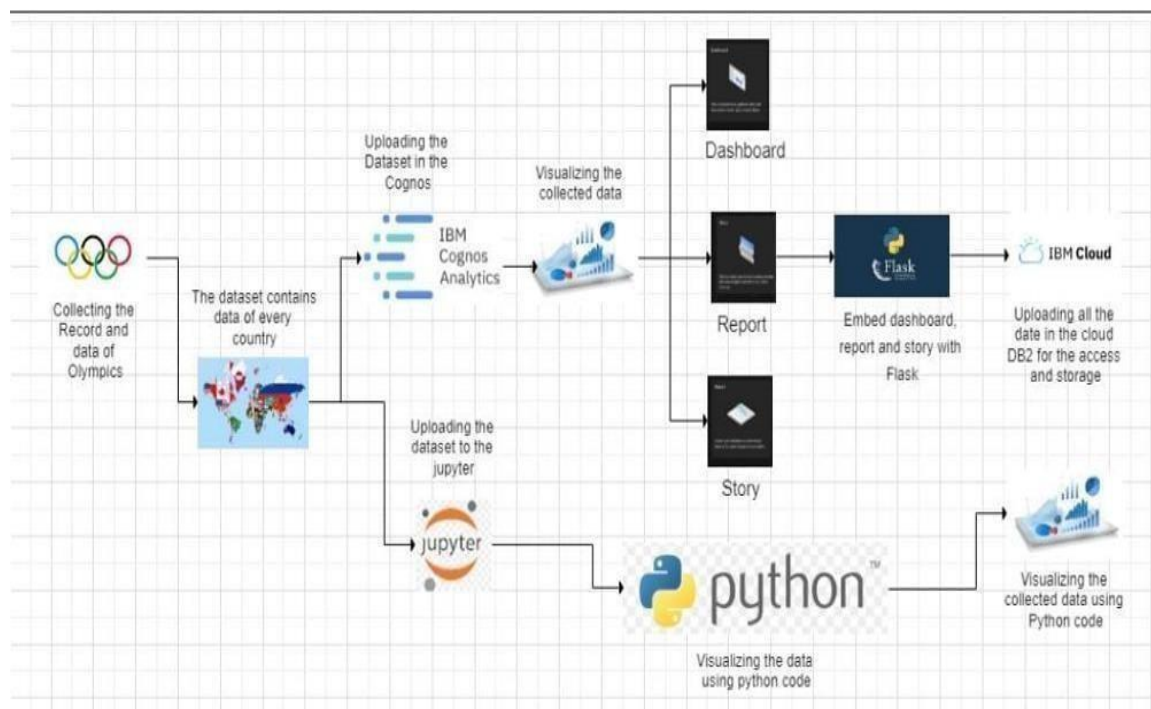 Collecting the
Record and
data of
Olympics
The dataset contains
data of every
country
Uploading the
Dataset in the
Cognos
IBM
Cognos
Analytics
Visualizing the
collected data
Dashboard
Report
Story
Flask
Embed dashboard,
report and story with
Flask
IBM Cloud
Uploading all the
date in the cloud
DB2 for the access
and storage
Uploading the
dataset to the
jupyter
jupyter
python™
Visualizing the data
using python code
Visualizing the
collected data using
Python code